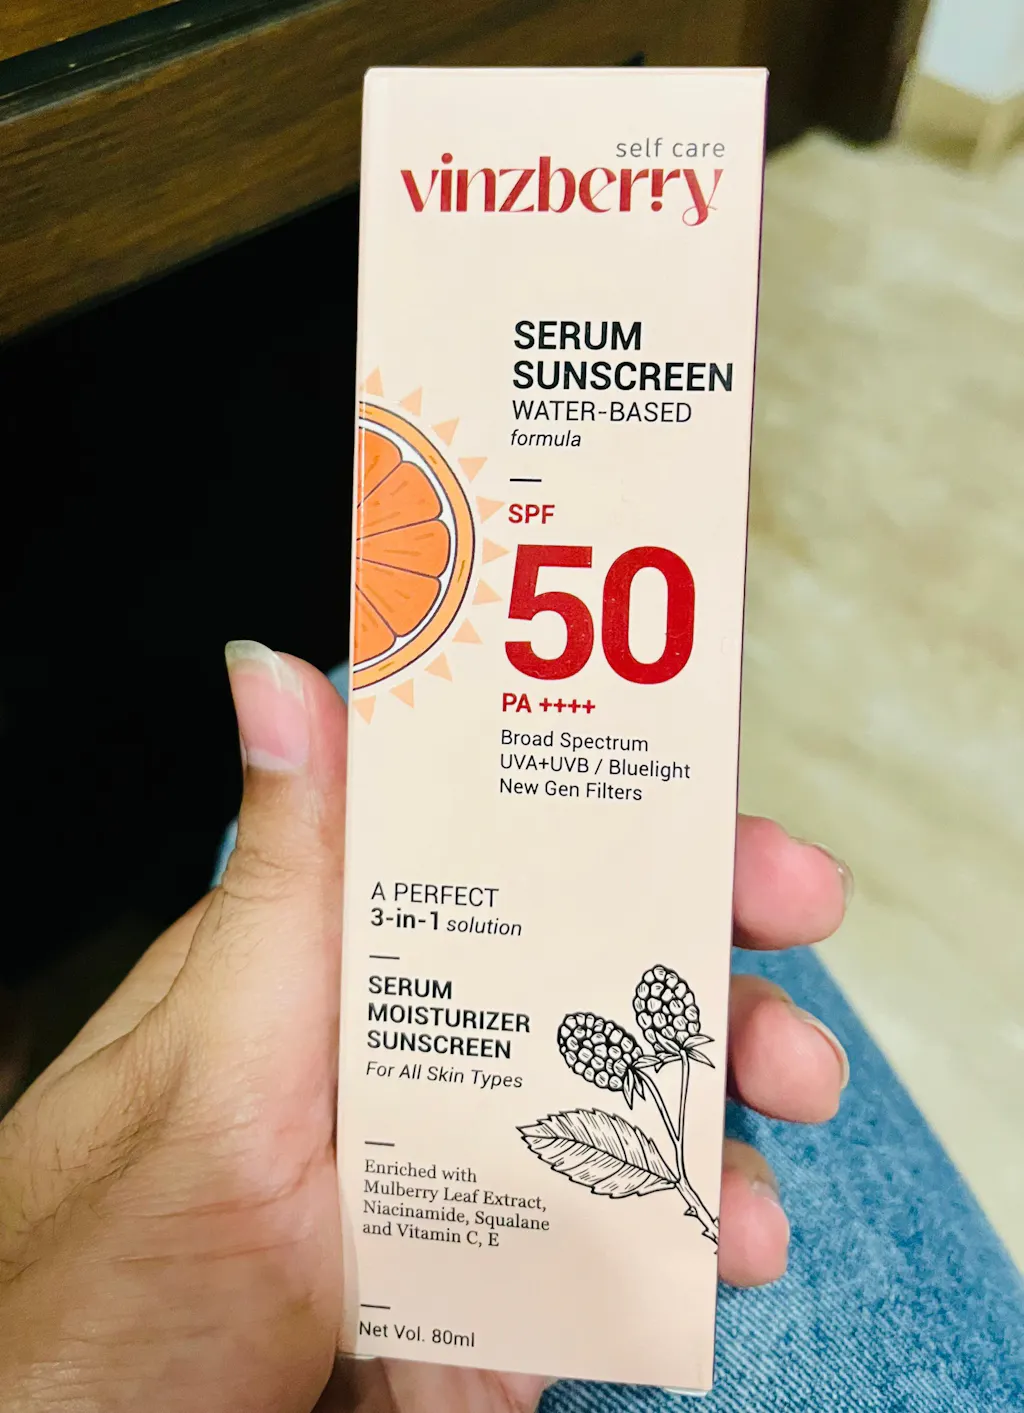 self care
vinzberry
SERUM
SUNSCREEN
WATER-BASED
formula
SPF
50
PA ++++
Broad Spectrum
UVA+UVB / Bluelight
New Gen Filters
A PERFECT
3-in-1 solution
SERUM
MOISTURIZER
SUNSCREEN
For All Skin Types
Enriched with
Mulberry Leaf Extract,
Niacinamide, Squalane
and Vitamin C, E
Net Vol. 80ml